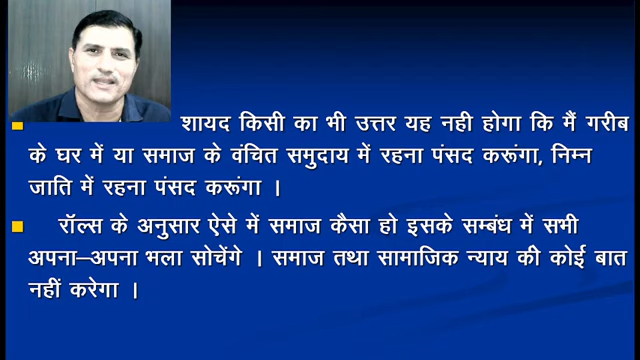 शायद किसी का भी उत्तर यह नही होगा कि मैं गरीब
के घर में या समाज के वंचित समुदाय में रहना पंसद करूंगा, निम्न
जाति में रहना पंसद करूंगा ।
रॉल्स के अनुसार ऐसे में समाज कैसा हो इसके सम्बंध में सभी
अपना–अपना भला सोचेंगे । समाज तथा सामाजिक न्याय की कोई बात
नहीं करेगा ।